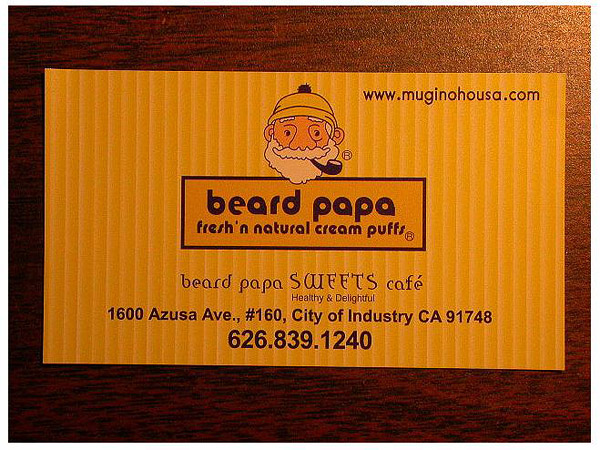 www.muginohousa.com
®
beard papa
fresh'n natural cream puffs®
beard papa SWEETS café
Healthy & Delightful
1600 Azusa Ave., #160, City of Industry CA 91748
626.839.1240